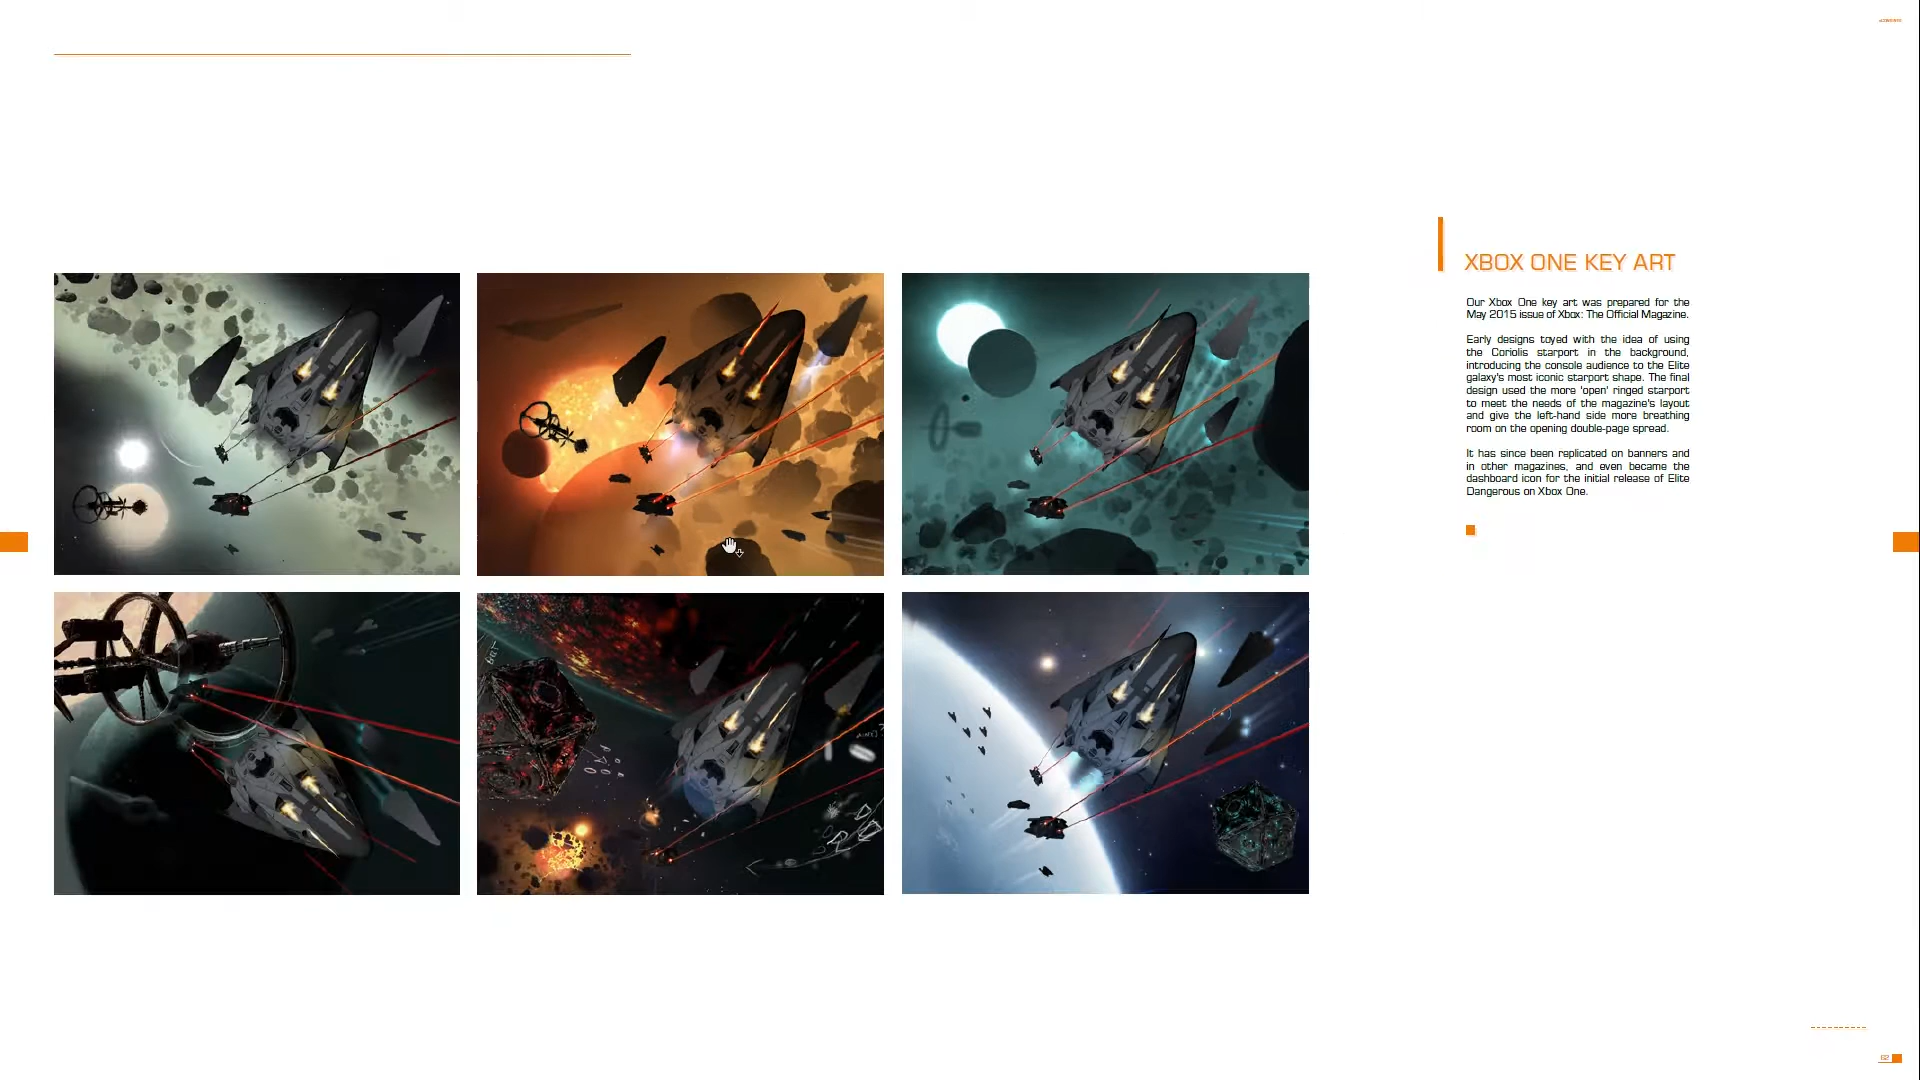 XBOX ONE KEY ART
Our Xbox One key art was prepared for the
May 2015 issue of Xbox: The Official Magazine.
Early designs toyed with the idea of using
the Coriolis starport in the background,
introducing the console audience to the Elite
galaxy's most iconic starport shape. The final
design used the more 'open' ringed starport
to meet the needs of the magazine's layout
and give the left-hand side more breathing
room on the opening double-page spread.
It has since been replicated on banners and
in other magazines, and even became the
dashboard icon for the initial release of Elite
Dangerous on Xbox One.
62